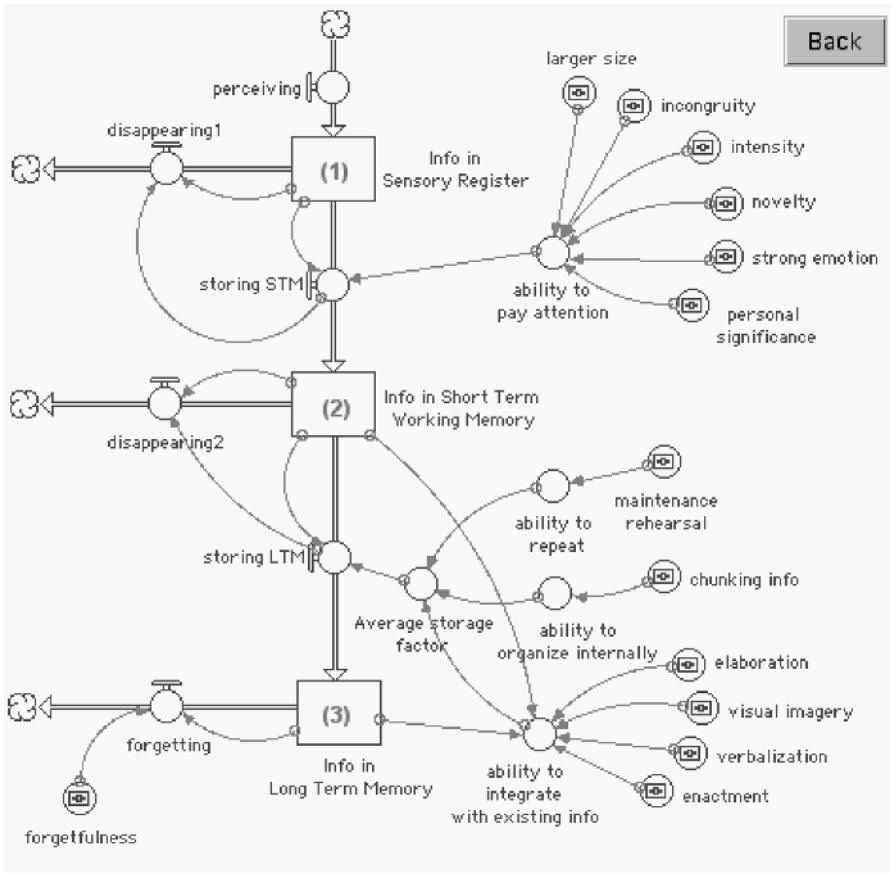 Back
larger size
perceiving
incongruity
disappearing1
intensity
(1)
Info in
Sensory Register
novelty
strong emotion
storing STM
ability to
pay attention
personal
significance
(2)
Info in Short Term
Working Memory
disappearing2
maintenance
rehearsal
ability to
repeat
storing LTM
chunking info
Average storage
factor
ability to
organize internally
elaboration
(3)
visual imagery
forgetting
verbalization
Info in
Long Term Memory
ability to
integrate
with existing info
enactment
forgetfulness